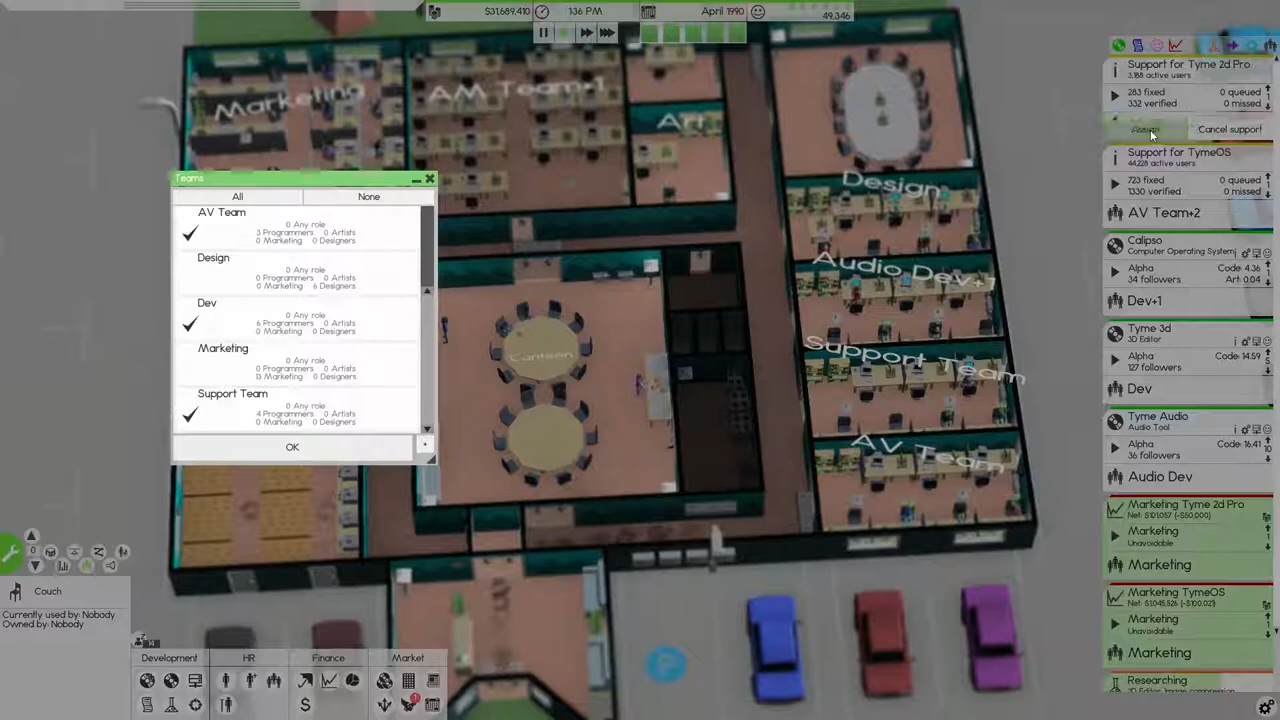 $31,689,410
1:36 PM
April 1990
49,346
Marketing
AM Team+1
Art
Design
Audio Dev+1
Support Team
AV Team
Canteen
Teams
All
None
AV Team
0 Any role
3 Programmers 0 Artists
0 Marketing 0 Designers
Design
0 Any role
0 Programmers 0 Artists
0 Marketing 6 Designers
Dev
0 Any role
6 Programmers 0 Artists
0 Marketing 0 Designers
Marketing
0 Any role
0 Programmers 0 Artists
13 Marketing 0 Designers
Support Team
0 Any role
4 Programmers 0 Artists
0 Marketing 0 Designers
OK
Couch
Currently used by: Nobody
Owned by: Nobody
Development
HR
Finance
Market
Support for Tyme 2d Pro
3,188 active users
283 fixed 0 queued
332 verified 0 missed
Assign
Cancel support
Support for TymeOS
44,228 active users
723 fixed 0 queued
1330 verified 0 missed
AV Team+2
Calipso
Computer Operating System
Alpha Code: 4.36
34 followers Art: 0.04
Dev+1
Tyme 3d
3D Editor
Alpha Code: 14.59
127 followers
Dev
Tyme Audio
Audio Tool
Alpha Code: 16.41
36 followers
Audio Dev
Marketing Tyme 2d Pro
Marketing
Unavoidable
Marketing
Marketing TymeOS
Marketing
Unavoidable
Marketing
Researching